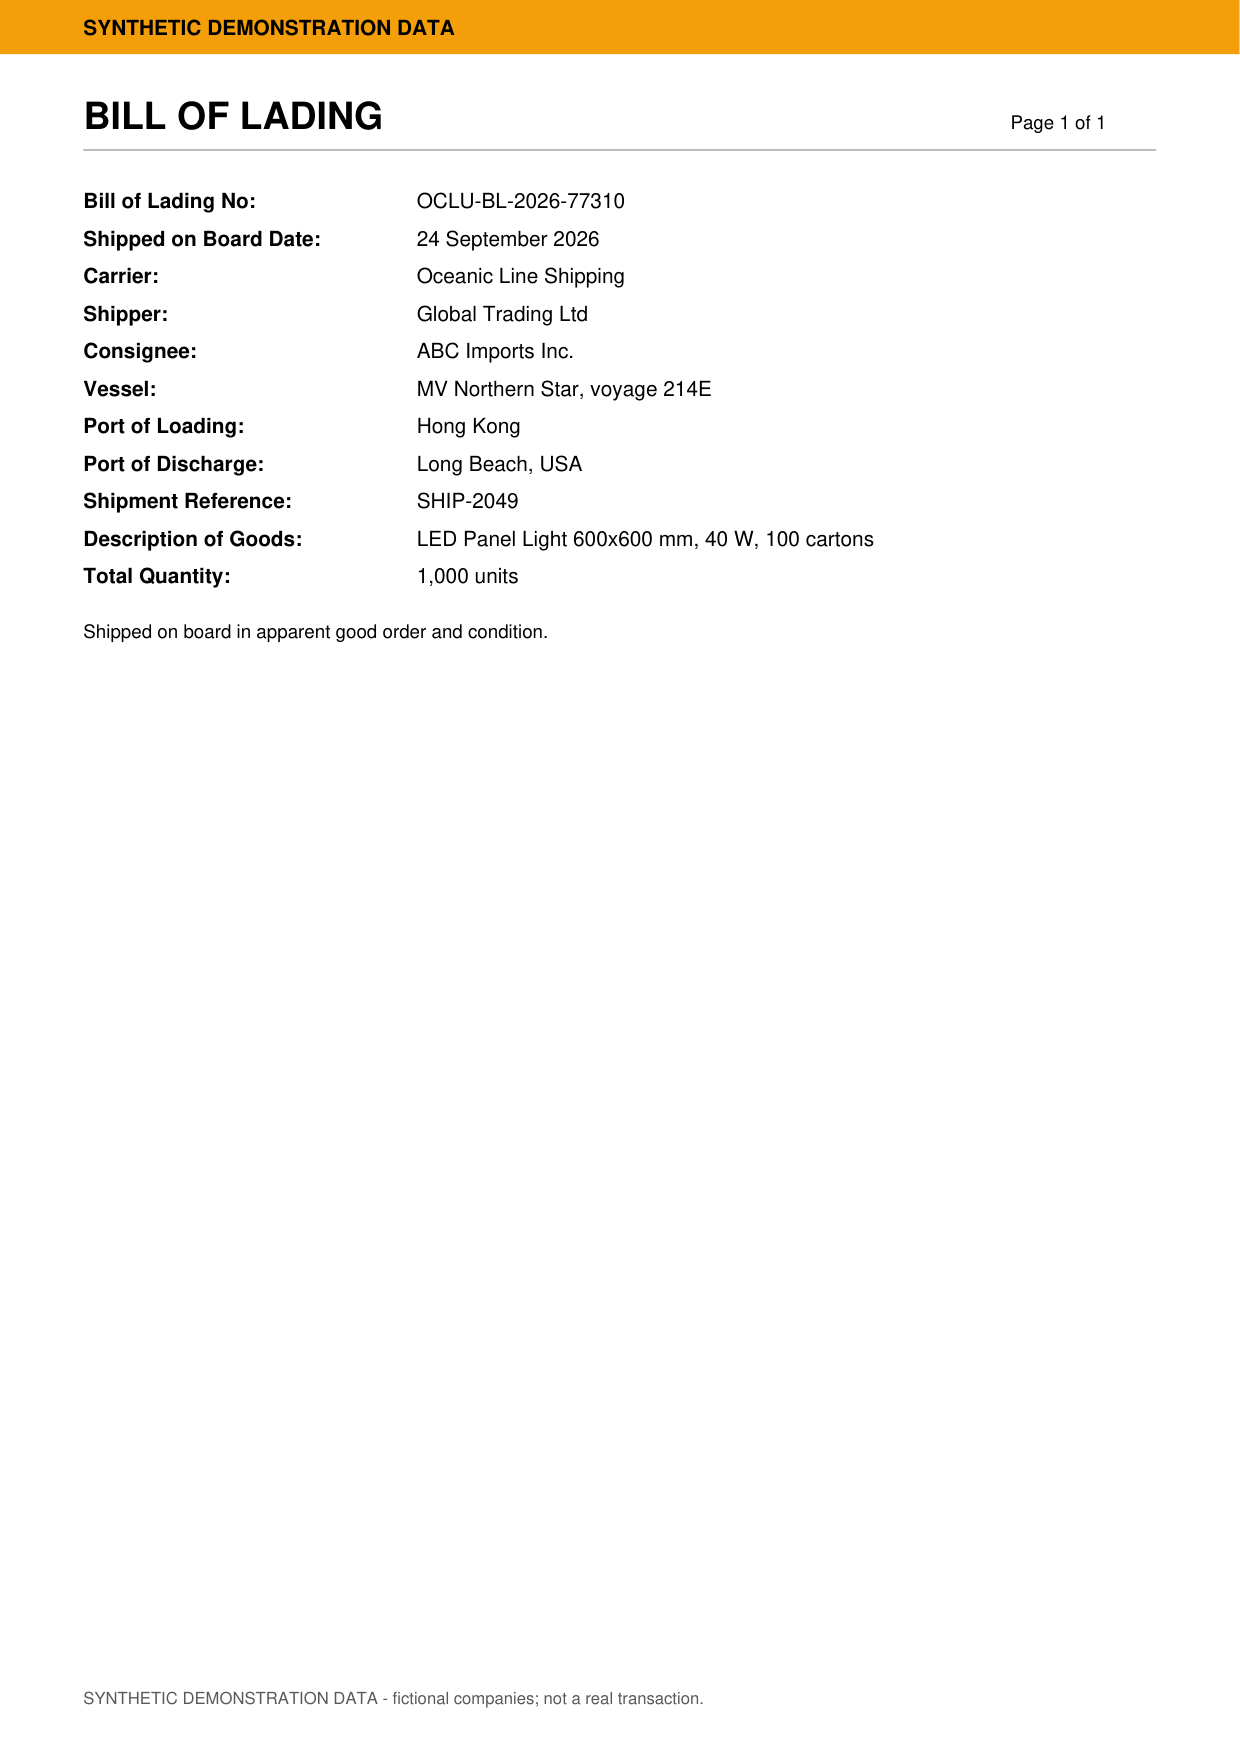 SYNTHETIC DEMONSTRATION DATA
BILL OF LADING
Page 1 of 1
Bill of Lading No: OCLU-BL-2026-77310
Shipped on Board Date: 24 September 2026
Carrier: Oceanic Line Shipping
Shipper: Global Trading Ltd
Consignee: ABC Imports Inc.
Vessel: MV Northern Star, voyage 214E
Port of Loading: Hong Kong
Port of Discharge: Long Beach, USA
Shipment Reference: SHIP-2049
Description of Goods: LED Panel Light 600x600 mm, 40 W, 100 cartons
Total Quantity: 1,000 units
Shipped on board in apparent good order and condition.
SYNTHETIC DEMONSTRATION DATA - fictional companies; not a real transaction.